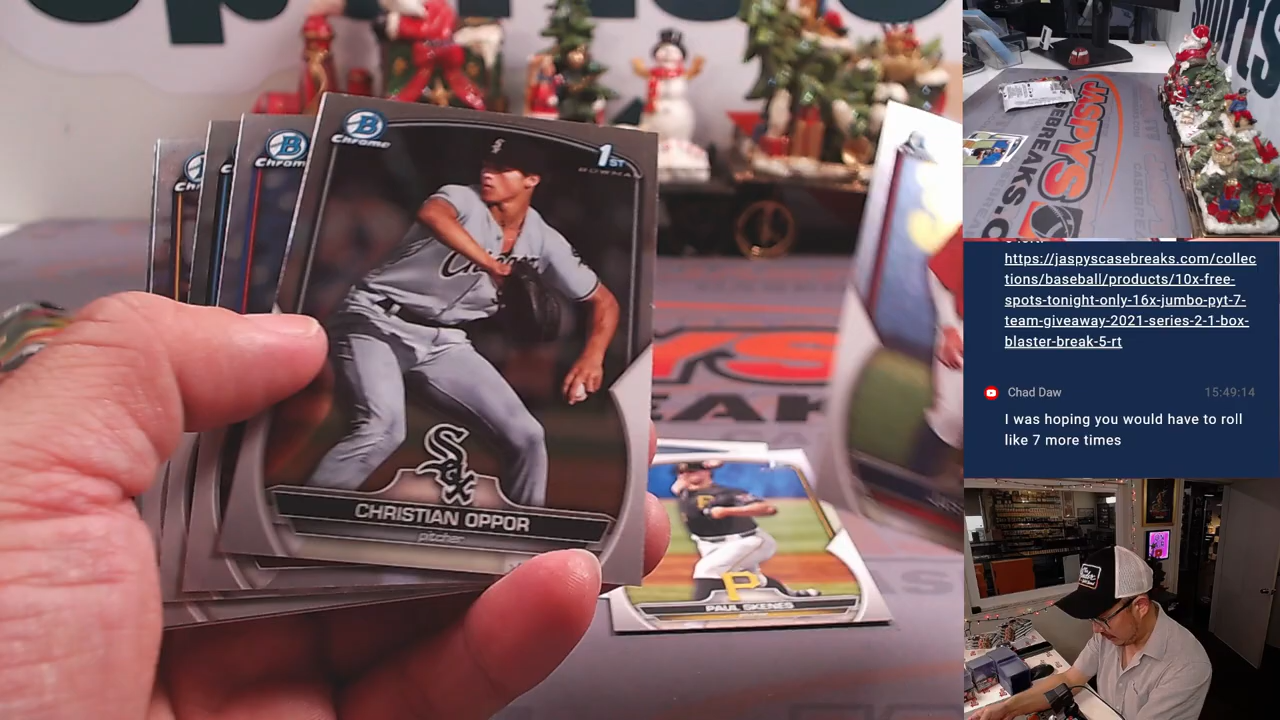 Chrome
1ST
BOWMAN
Chicago
Sox
CHRISTIAN OPPOR
pitcher
P
PAUL SKENES
JASPYS
CASEBREAKS.C
https://jaspyscasebreaks.com/collec
tions/baseball/products/10x-free-
spots-tonight-only-16x-jumbo-pyt-7-
team-giveaway-2021-series-2-1-box-
blaster-break-5-rt
Chad Daw
15:49:14
I was hoping you would have to roll
like 7 more times